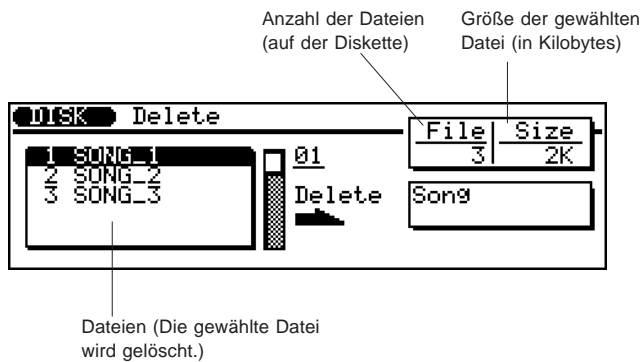 Anzahl der Dateien
(auf der Diskette)
Größe der gewählten
Datei (in Kilobytes)
DISK Delete
File Size
3 2K
1 SONG_1
2 SONG_2
3 SONG_3
01
Delete
Song
Dateien (Die gewählte Datei
wird gelöscht.)